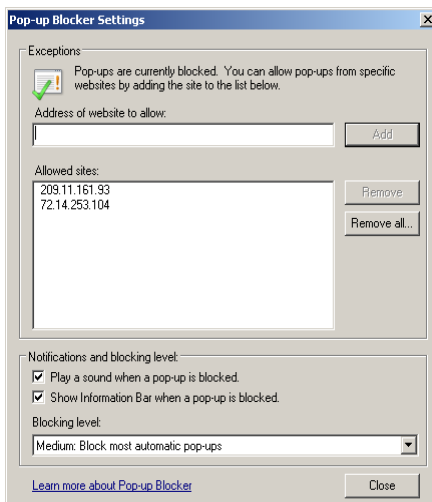 Pop-up Blocker Settings
Exceptions
Pop-ups are currently blocked. You can allow pop-ups from specific
websites by adding the site to the list below.
Address of website to allow:
Add
Allowed sites:
209.11.161.93
72.14.253.104
Remove
Remove all...
Notifications and blocking level:
Play a sound when a pop-up is blocked.
Show Information Bar when a pop-up is blocked.
Blocking level:
Medium: Block most automatic pop-ups
Learn more about Pop-up Blocker
Close